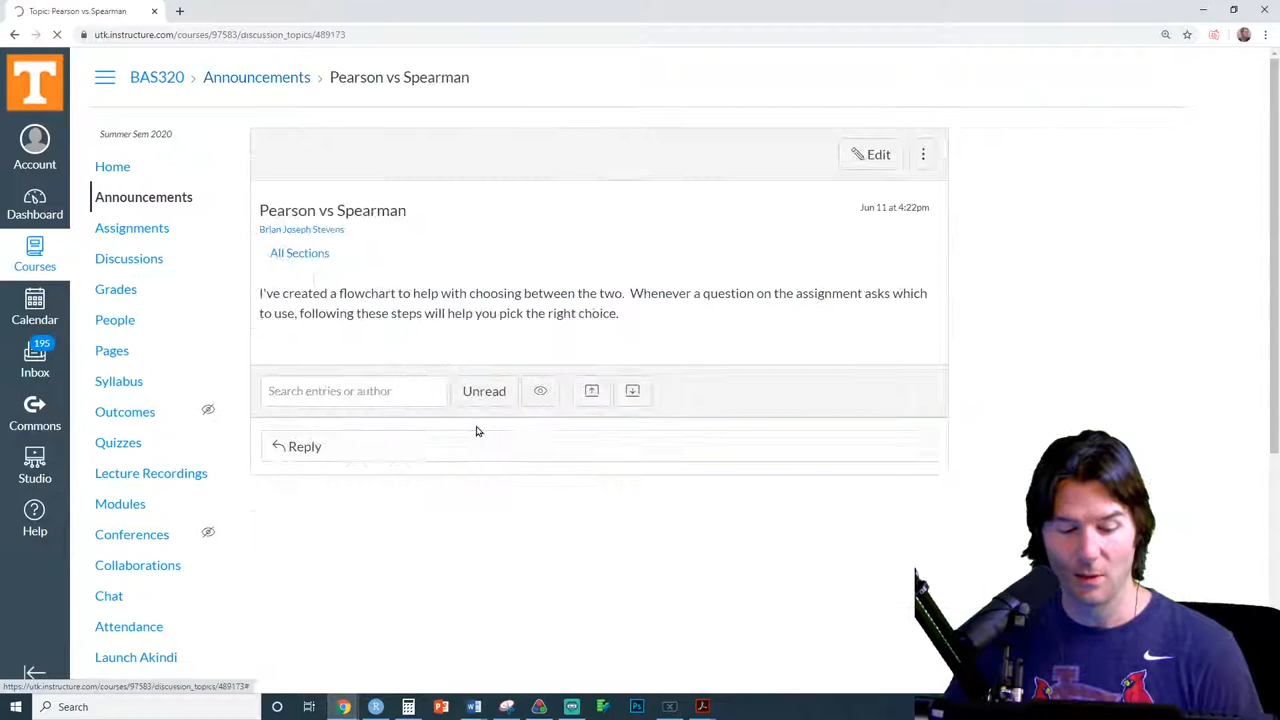 Topic: Pearson vs Spearman
utk.instructure.com/courses/97583/discussion_topics/489173
BAS320 > Announcements > Pearson vs Spearman
T
Account
Dashboard
Courses
Calendar
195
Inbox
Commons
Studio
Help
Summer Sem 2020
Home
Announcements
Assignments
Discussions
Grades
People
Pages
Syllabus
Outcomes
Quizzes
Lecture Recordings
Modules
Conferences
Collaborations
Chat
Attendance
Launch Akindi
Edit
Pearson vs Spearman
Jun 11 at 4:22pm
Brian Joseph Stevens
All Sections
I've created a flowchart to help with choosing between the two. Whenever a question on the assignment asks which
to use, following these steps will help you pick the right choice.
Search entries or author
Unread
Reply
https://utk.instructure.com/courses/97583/discussion_topics/489173#
Search